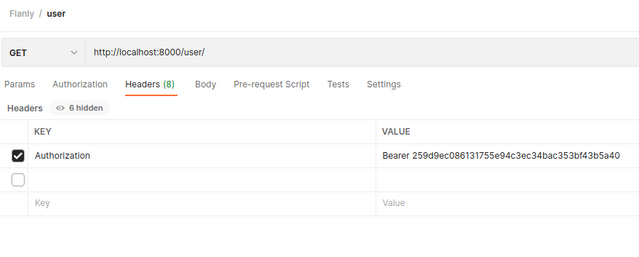 Fianly / user
GET http://localhost:8000/user/
Params Authorization Headers (8) Body Pre-request Script Tests Settings
Headers 6 hidden
KEY VALUE
Authorization Bearer 259d9ec086131755e94c3ec34bac353bf43b5a40
Key Value